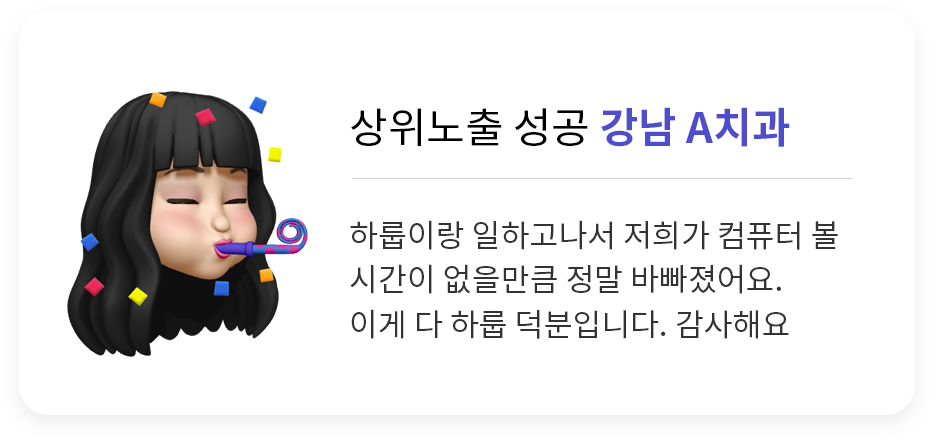 상위노출 성공 강남 A치과
하룹이랑 일하고나서 저희가 컴퓨터 볼
시간이 없을만큼 정말 바빠졌어요.
이게 다 하룹 덕분입니다. 감사해요